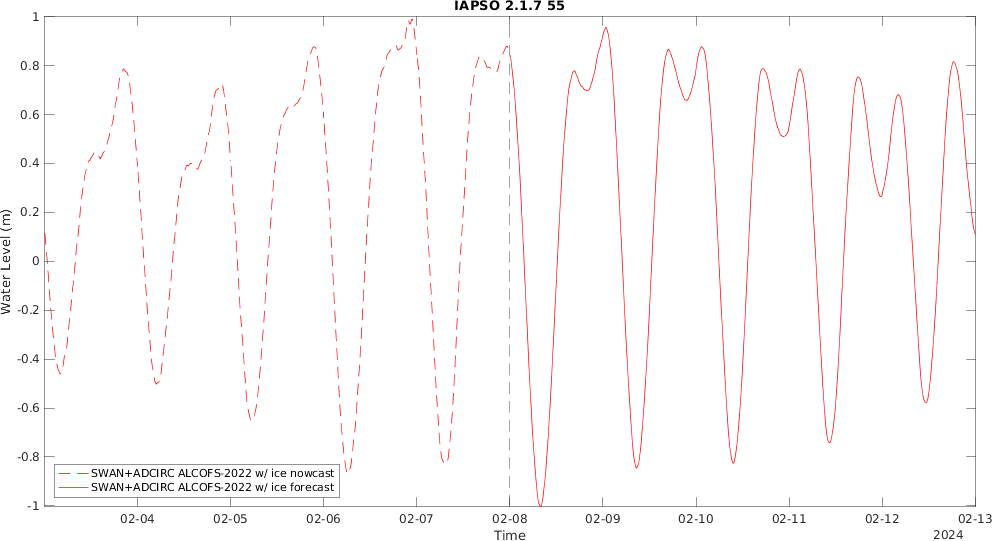 IAPSO 2.1.7 55
1
0.8
0.6
0.4
0.2
0
-0.2
-0.4
-0.6
-0.8
-1
Water Level (m)
SWAN+ADCIRC ALCOFS-2022 w/ ice nowcast
SWAN+ADCIRC ALCOFS-2022 w/ ice forecast
02-04 02-05 02-06 02-07 02-08 02-09 02-10 02-11 02-12 02-13
Time
2024